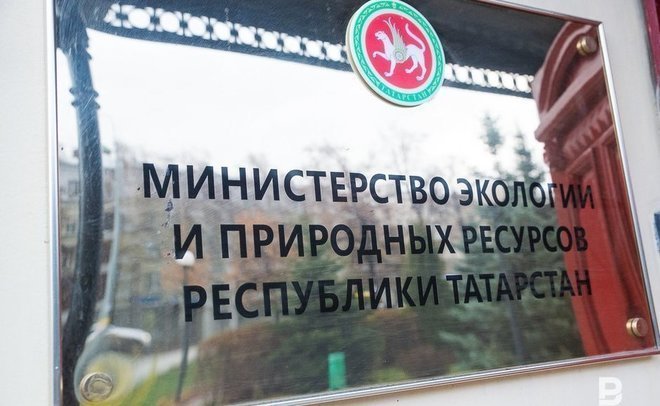 ТАТАРСТАН
МИНИСТЕРСТВО ЭКОЛОГИИ
И ПРИРОДНЫХ РЕСУРСОВ
РЕСПУБЛИКИ ТАТАРСТАН